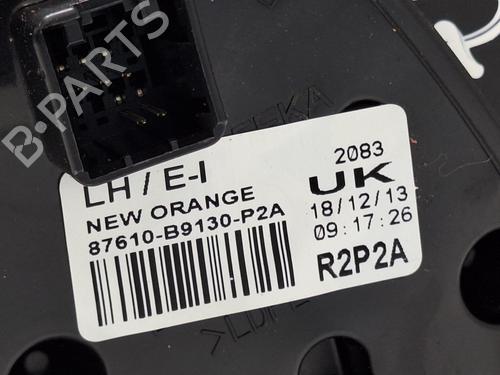 B-PARTS
LH / E-I
NEW ORANGE
87610-B9130-P2A
2083
UK
18/12/13
09:17:26
R2P2A